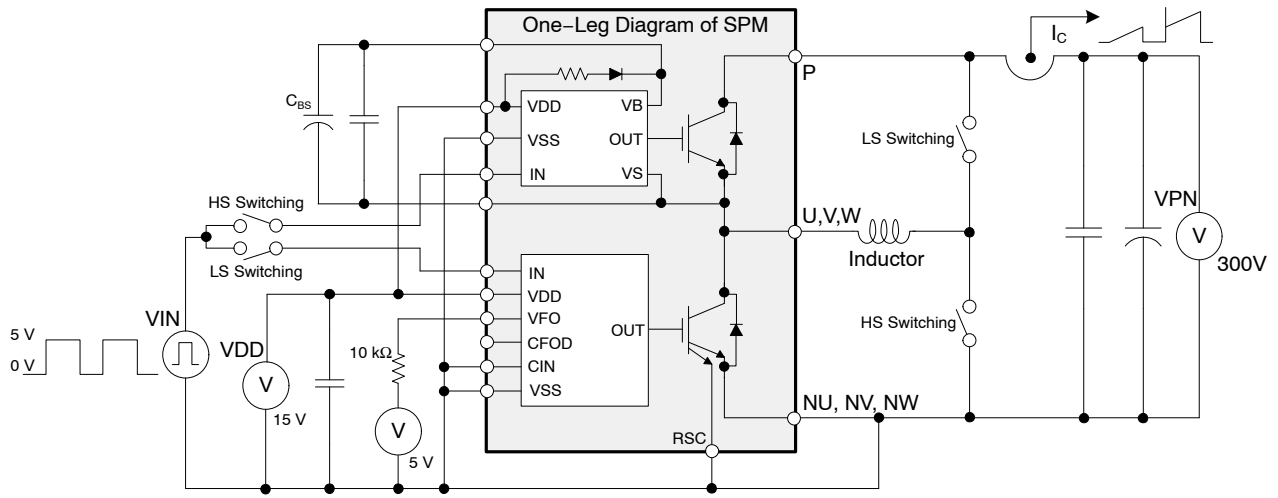 One–Leg Diagram of SPM
IC
P
CBS
VDD
VB
VSS
OUT
IN
VS
LS Switching
HS Switching
LS Switching
U,V,W
Inductor
VPN
V
300V
IN
VDD
VFO
CFOD
CIN
VSS
OUT
HS Switching
VIN
5 V
0 V
VDD
V
15 V
10 kΩ
V
5 V
NU, NV, NW
RSC